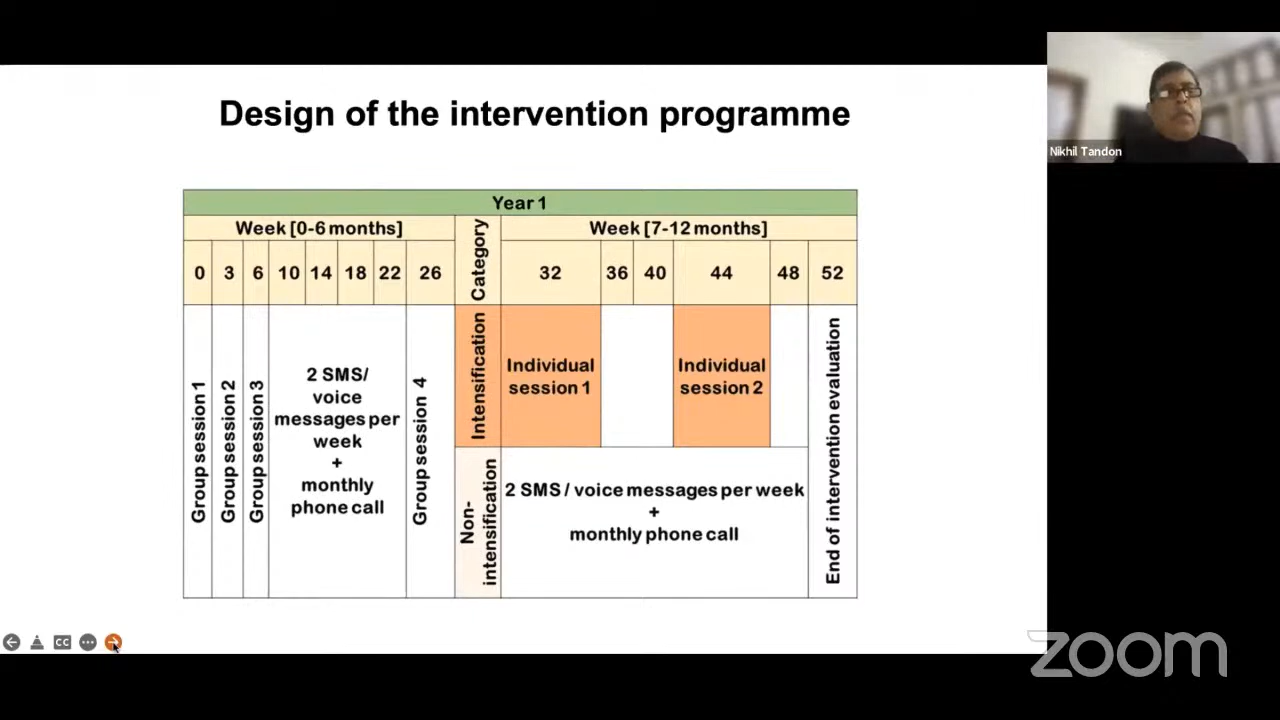 Design of the intervention programme
Nikhil Tandon
Year 1
Week [0-6 months]
Category
Week [7-12 months]
0 3 6 10 14 18 22 26
32 36 40 44 48 52
Group session 1
Group session 2
Group session 3
2 SMS/
voice
messages per
week
+
monthly
phone call
Group session 4
Intensification
Individual
session 1
Individual
session 2
Non-
intensification
2 SMS / voice messages per week
+
monthly phone call
End of intervention evaluation
CC
zoom